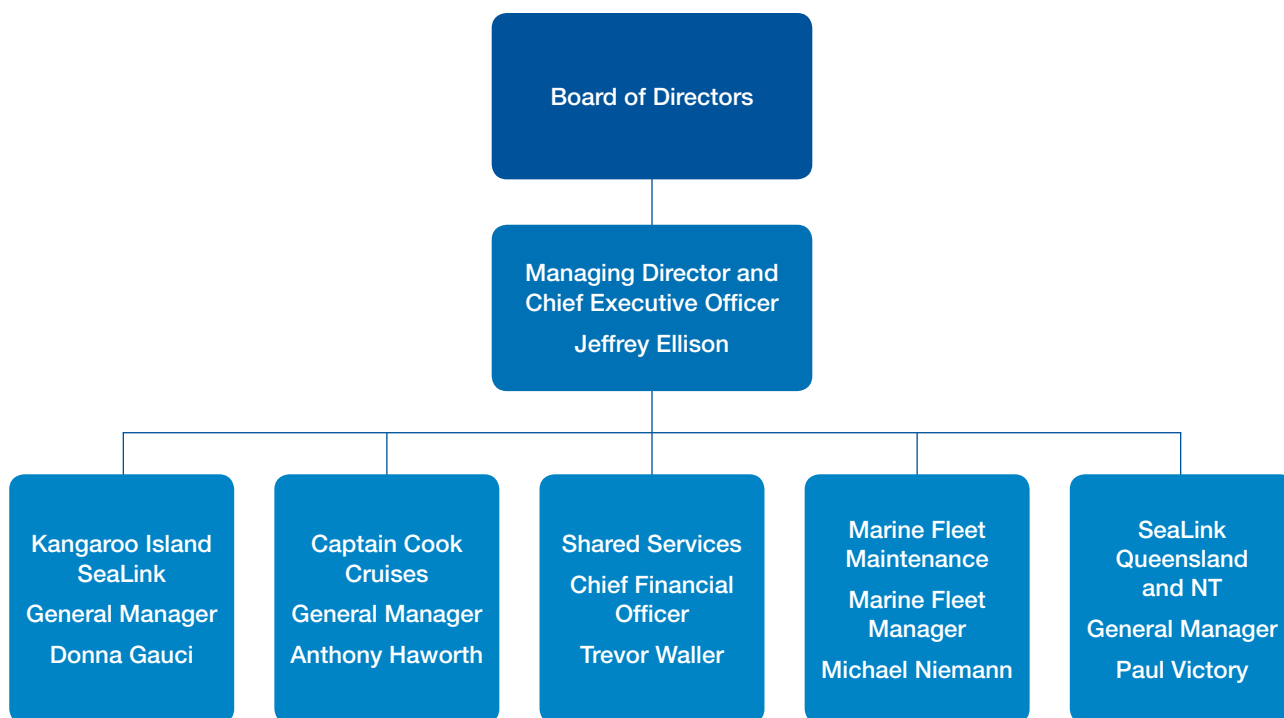 Board of Directors
Managing Director and
Chief Executive Officer
Jeffrey Ellison
Kangaroo Island
SeaLink
General Manager
Donna Gauci
Captain Cook
Cruises
General Manager
Anthony Haworth
Shared Services
Chief Financial
Officer
Trevor Waller
Marine Fleet
Maintenance
Marine Fleet
Manager
Michael Niemann
SeaLink
Queensland
and NT
General Manager
Paul Victory